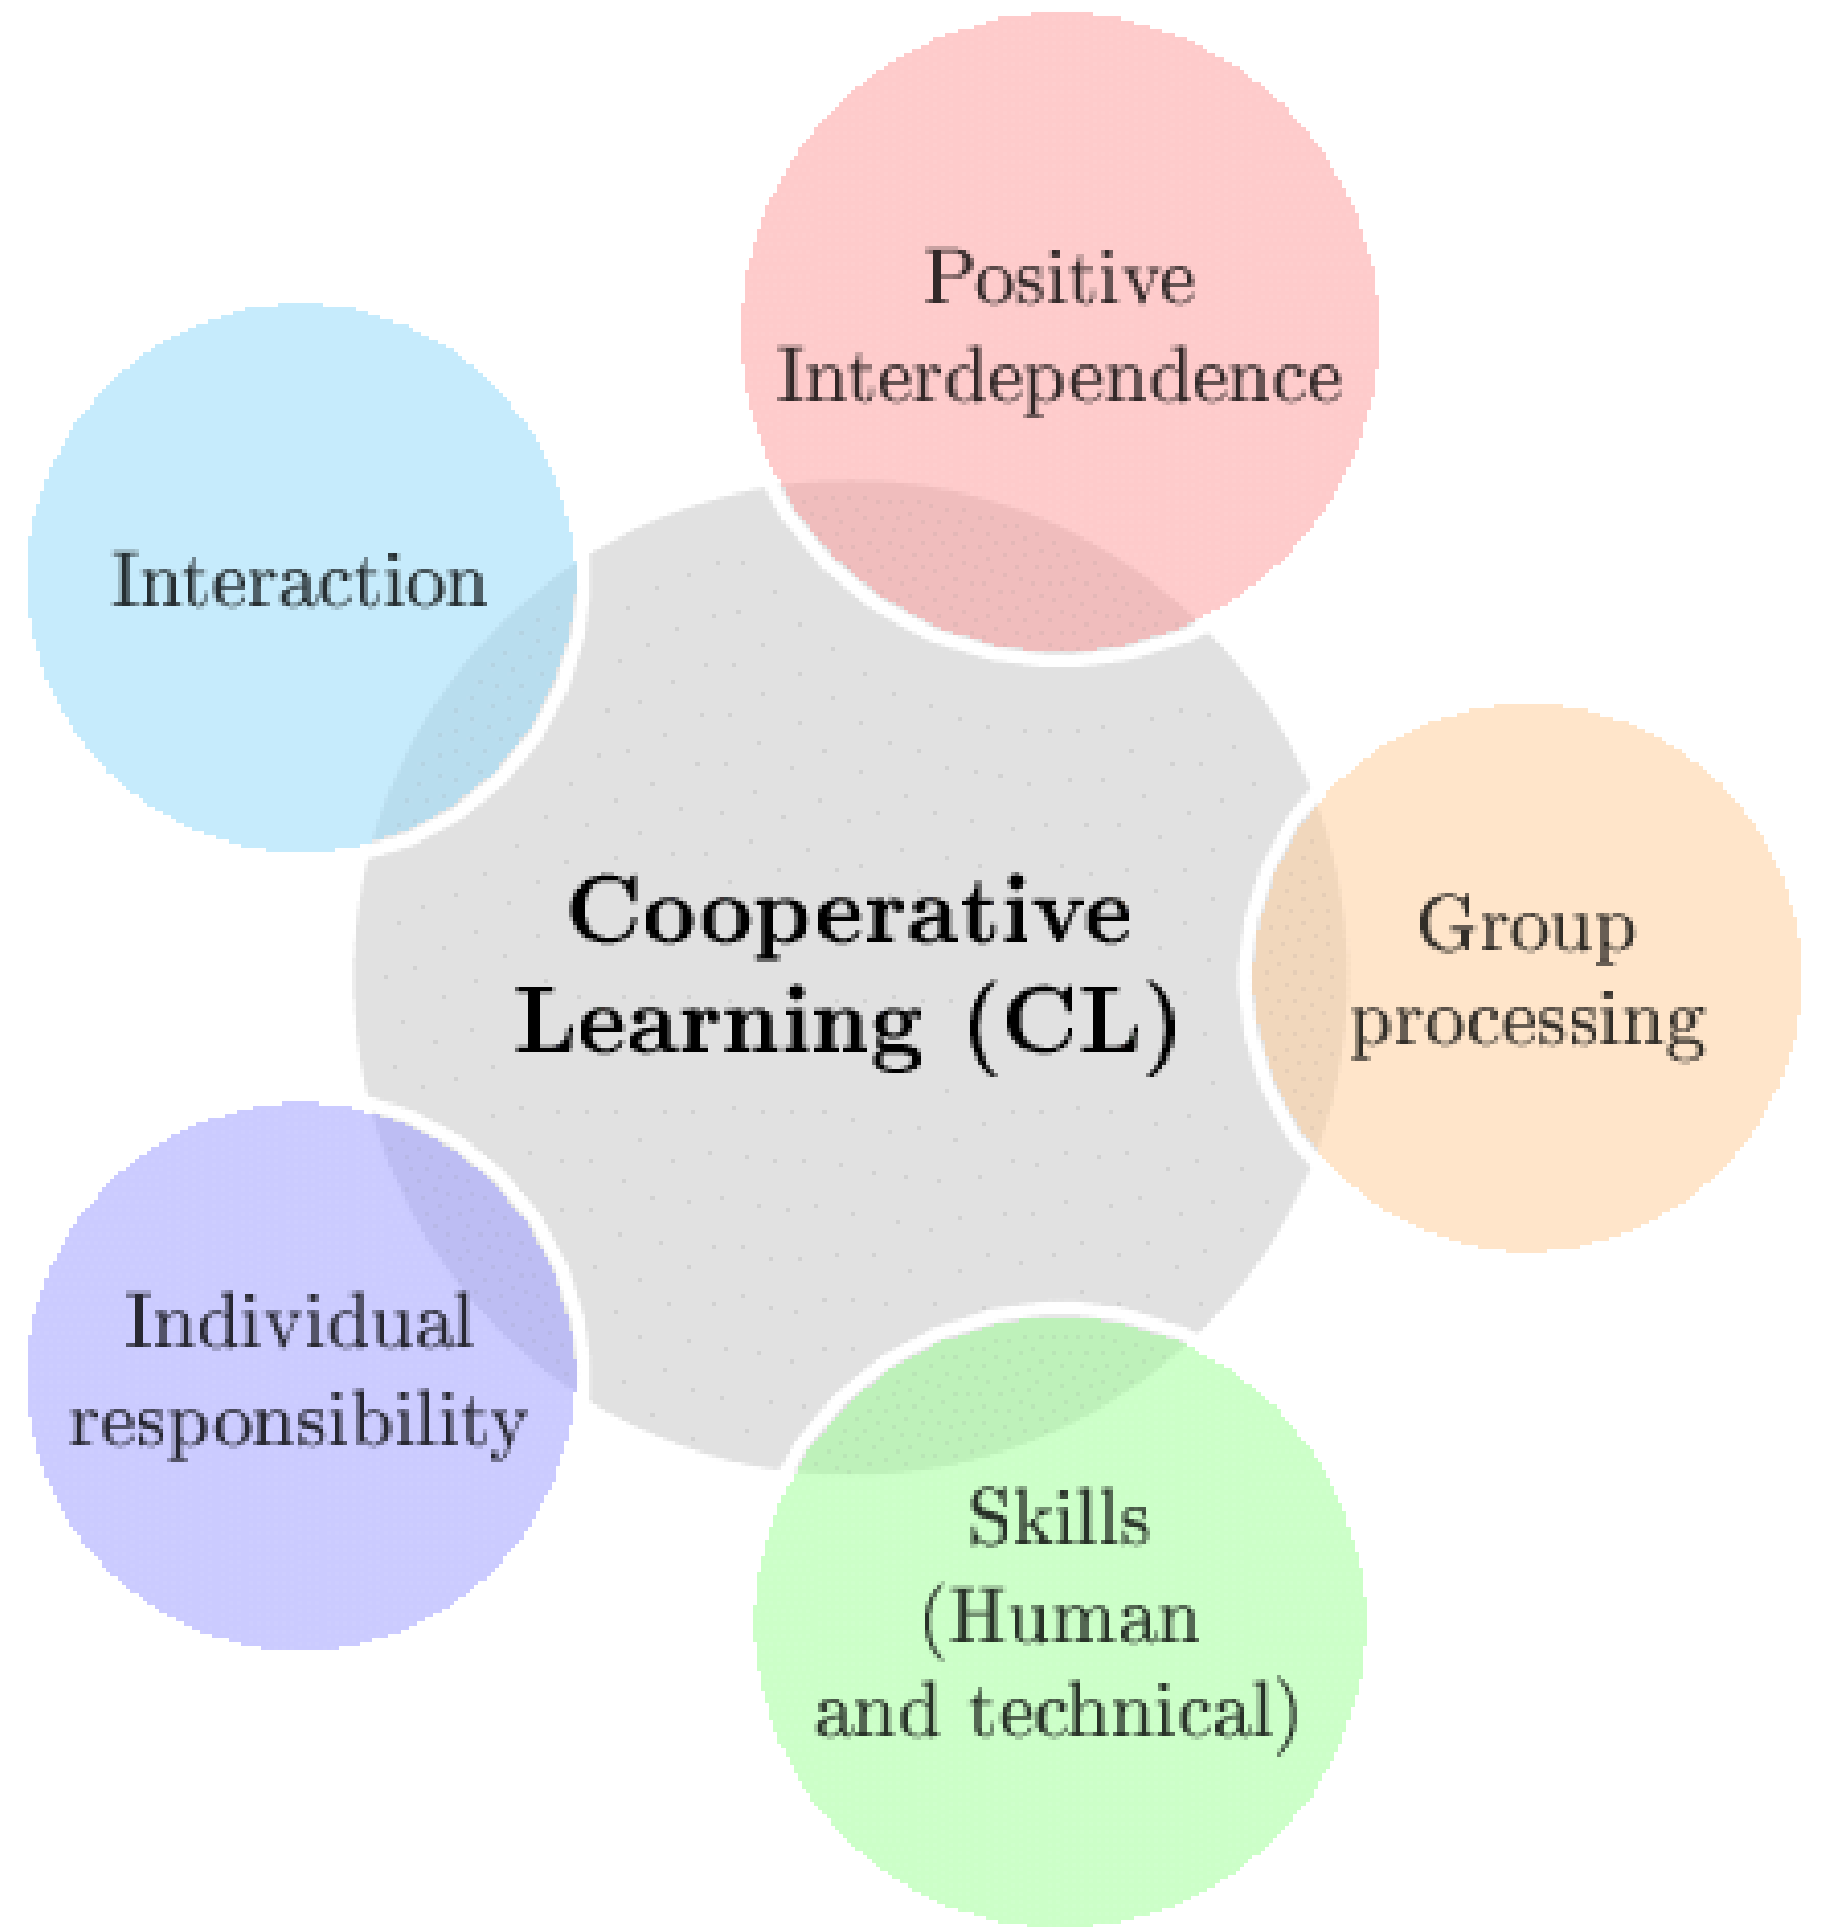 Positive
Interdependence
Interaction
Cooperative
Learning (CL)
Group
processing
Individual
responsibility
Skills
(Human
and technical)